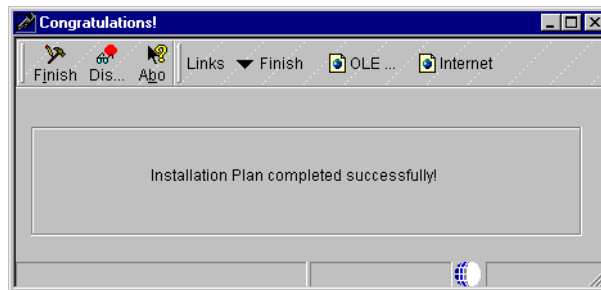 Congratulations!
Links Finish OLE ... Internet
Finish Dis... Abo
Installation Plan completed successfully!